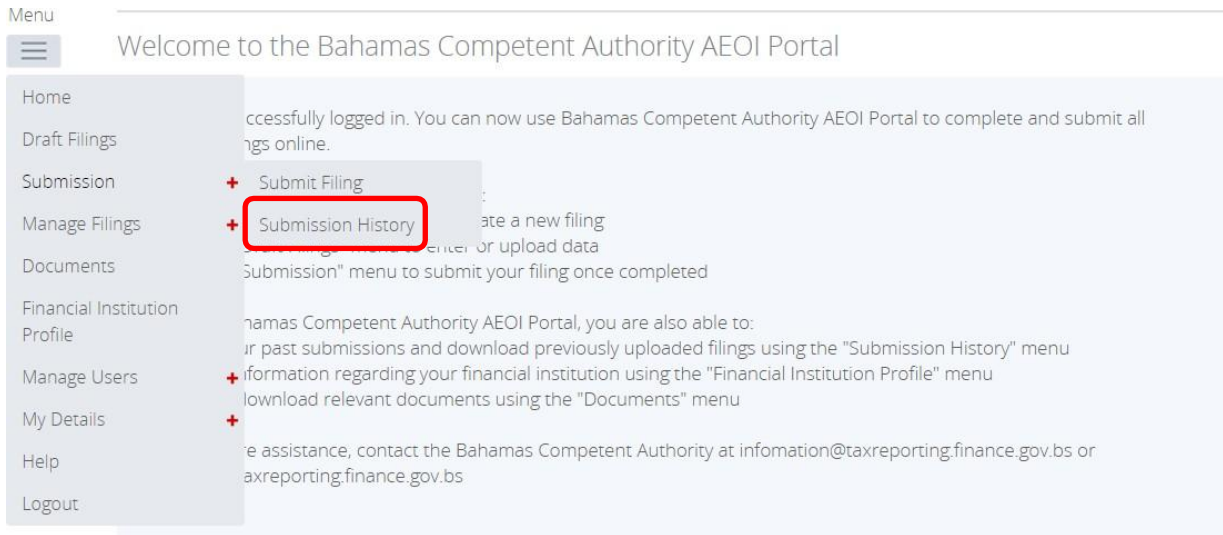 Menu
Welcome to the Bahamas Competent Authority AEOI Portal
Home
Draft Filings
Submission
Manage Filings
Documents
Financial Institution
Profile
Manage Users
My Details
Help
Logout
Submit Filing
Submission History
ccessfully logged in. You can now use Bahamas Competent Authority AEOI Portal to complete and submit all
ngs online.
:
ate a new filing
menu to enter or upload data
Submission" menu to submit your filing once completed
hamas Competent Authority AEOI Portal, you are also able to:
ur past submissions and download previously uploaded filings using the "Submission History" menu
nformation regarding your financial institution using the "Financial Institution Profile" menu
download relevant documents using the "Documents" menu
re assistance, contact the Bahamas Competent Authority at infomation@taxreporting.finance.gov.bs or
axreporting.finance.gov.bs